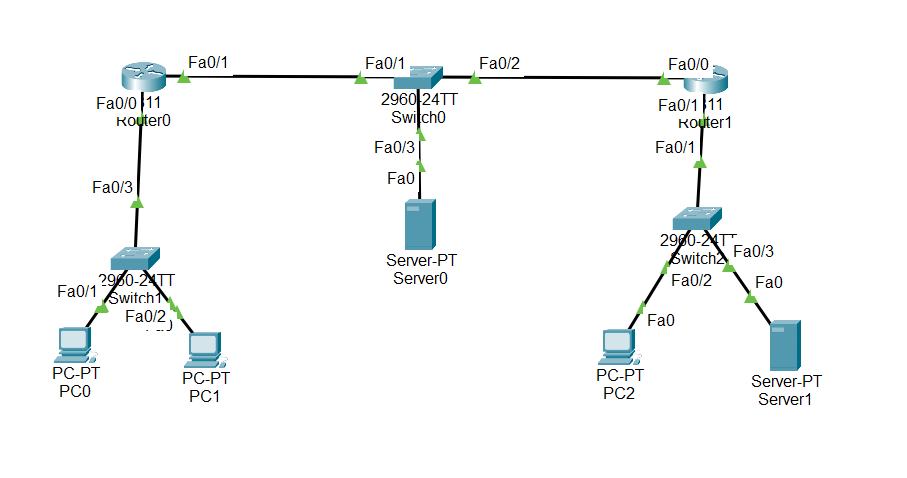 Fa0/1
Fa0/1
Fa0/2
Fa0/0
Fa0/0 11
Router0
2960-24TT
Switch0
Fa0/1 11
Router1
Fa0/3
Fa0/1
Fa0
Fa0/3
Server-PT
Server0
2960-24TT
Switch2
Fa0/3
Fa0/2
Fa0
2960-24TT
Switch1
Fa0/1
Fa0/2
Fa0
PC-PT
PC0
PC-PT
PC1
PC-PT
PC2
Server-PT
Server1